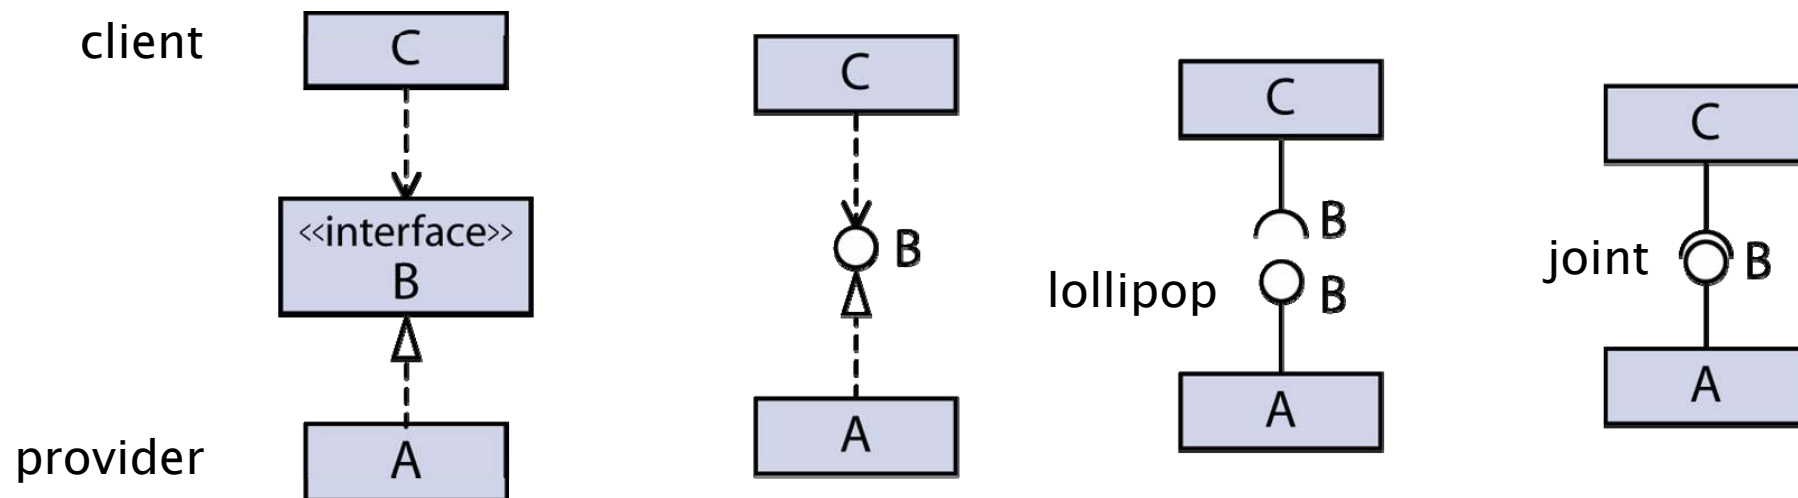 client
C
<<interface>>
B
provider
A
C
B
A
C
B
lollipop
B
A
C
joint
B
A